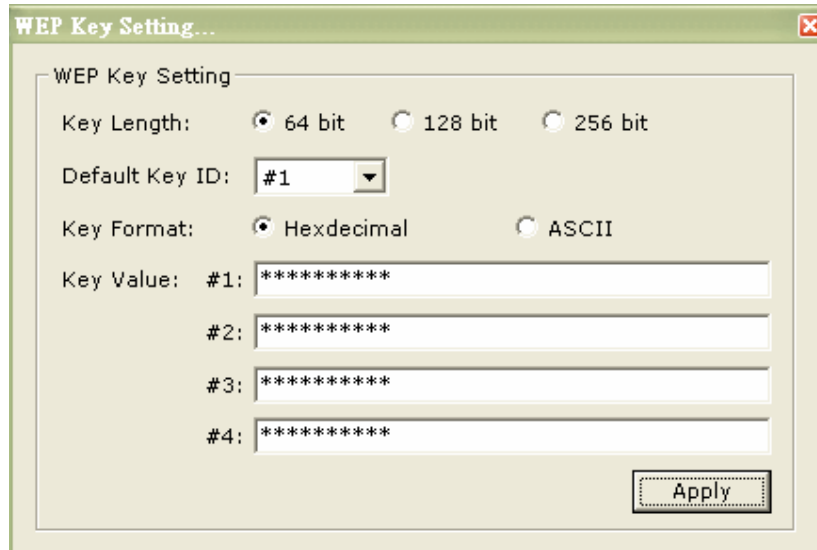 WEP Key Setting...
WEP Key Setting
Key Length: 64 bit 128 bit 256 bit
Default Key ID: #1
Key Format: Hexdecimal ASCII
Key Value: #1: **********
#2: **********
#3: **********
#4: **********
Apply